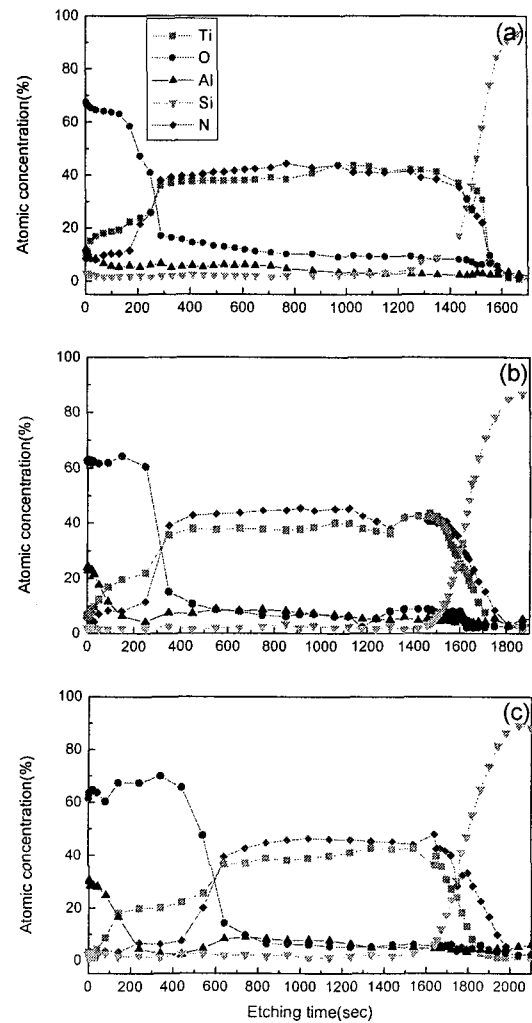 (a)
Ti
O
Al
Si
N
Atomic concentration(%)
100
80
60
40
20
0
0 200 400 600 800 1000 1200 1400 1600
(b)
Atomic concentration(%)
100
80
60
40
20
0
0 200 400 600 800 1000 1200 1400 1600 1800
(c)
Atomic concentration(%)
100
80
60
40
20
0
0 200 400 600 800 1000 1200 1400 1600 1800 2000
Etching time(sec)